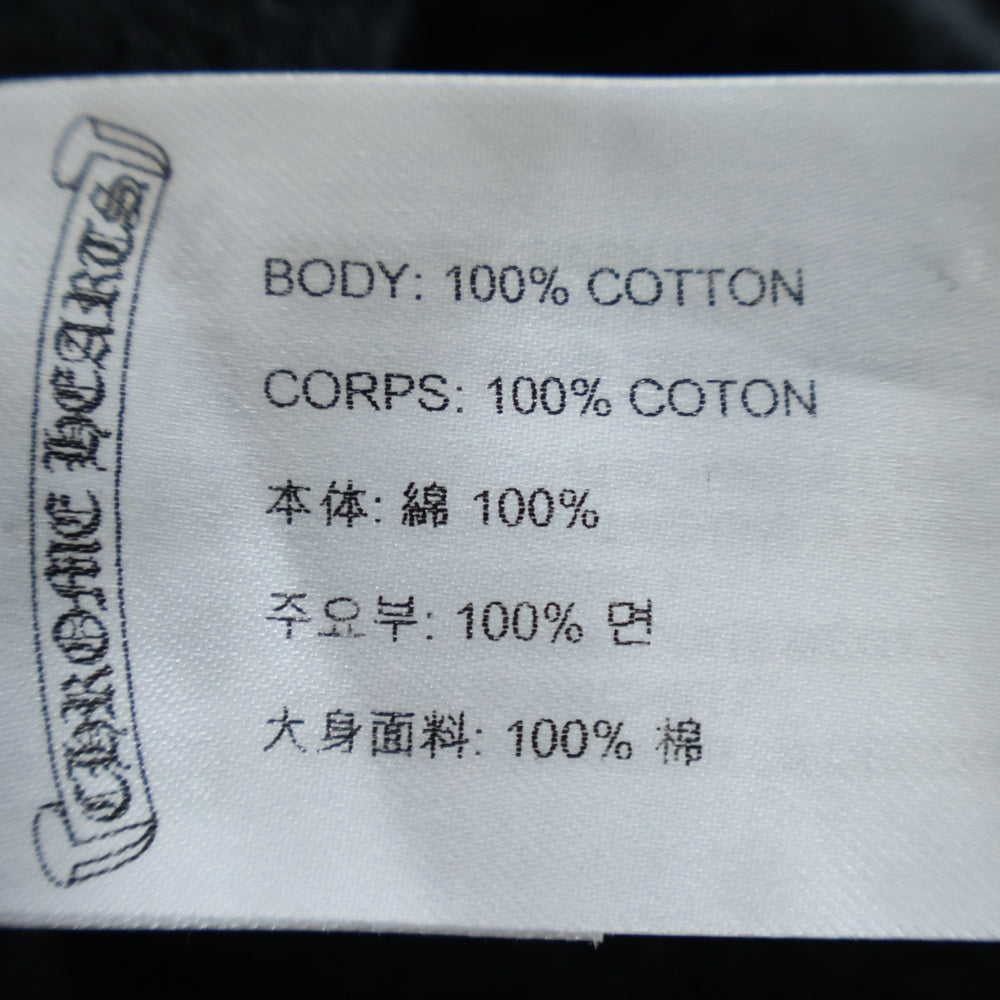 CHROME HEARTS
BODY: 100% COTTON
CORPS: 100% COTON
本体: 綿 100%
주요부: 100% 면
大身面料: 100% 棉